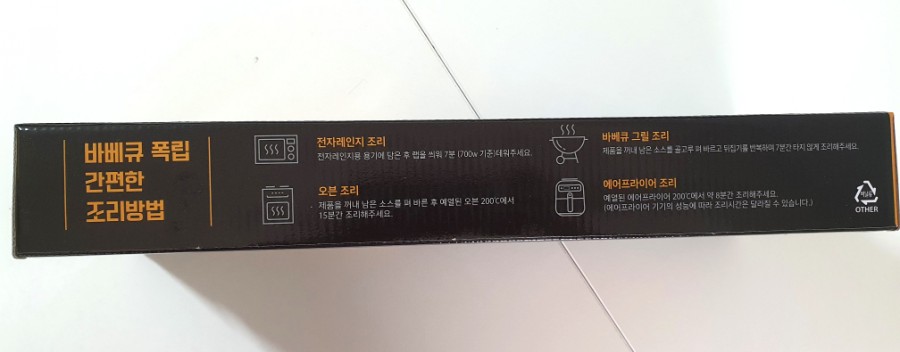 바베큐 폭립
간편한
조리방법
전자레인지 조리
전자레인지용 용기에 담은 후 랩을 씌워 7분 (700w 기준)데워주세요.
오븐 조리
제품을 꺼내 남은 소스를 펴 바른 후 예열된 오븐 200℃에서
15분간 조리해주세요.
바베큐 그릴 조리
제품을 꺼내 남은 소스를 골고루 펴 바르고 뒤집기를 반복하며 7분간 타지 않게 조리해주세요.
에어프라이어 조리
예열된 에어프라이어 200℃에서 약 8분간 조리해주세요.
(에어프라이어 기기의 성능에 따라 조리시간은 달라질 수 있습니다.)
OTHER